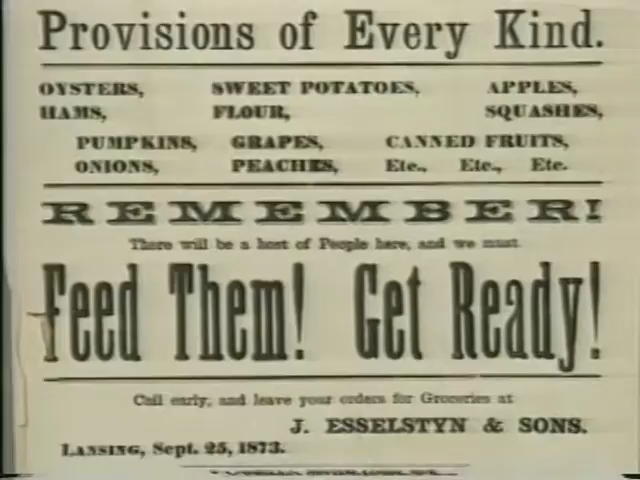 Provisions of Every Kind.
OYSTERS, SWEET POTATOES, APPLES,
HAMS, FLOUR, SQUASHES,
PUMPKINS, GRAPES, CANNED FRUITS,
ONIONS, PEACHES, Etc., Etc., Etc.
REMEMBER!
There will be a host of People here, and we must
Feed Them! Get Ready!
Call early, and leave your orders for Groceries at
J. ESSELSTYN & SONS.
LANSING, Sept. 25, 1873.